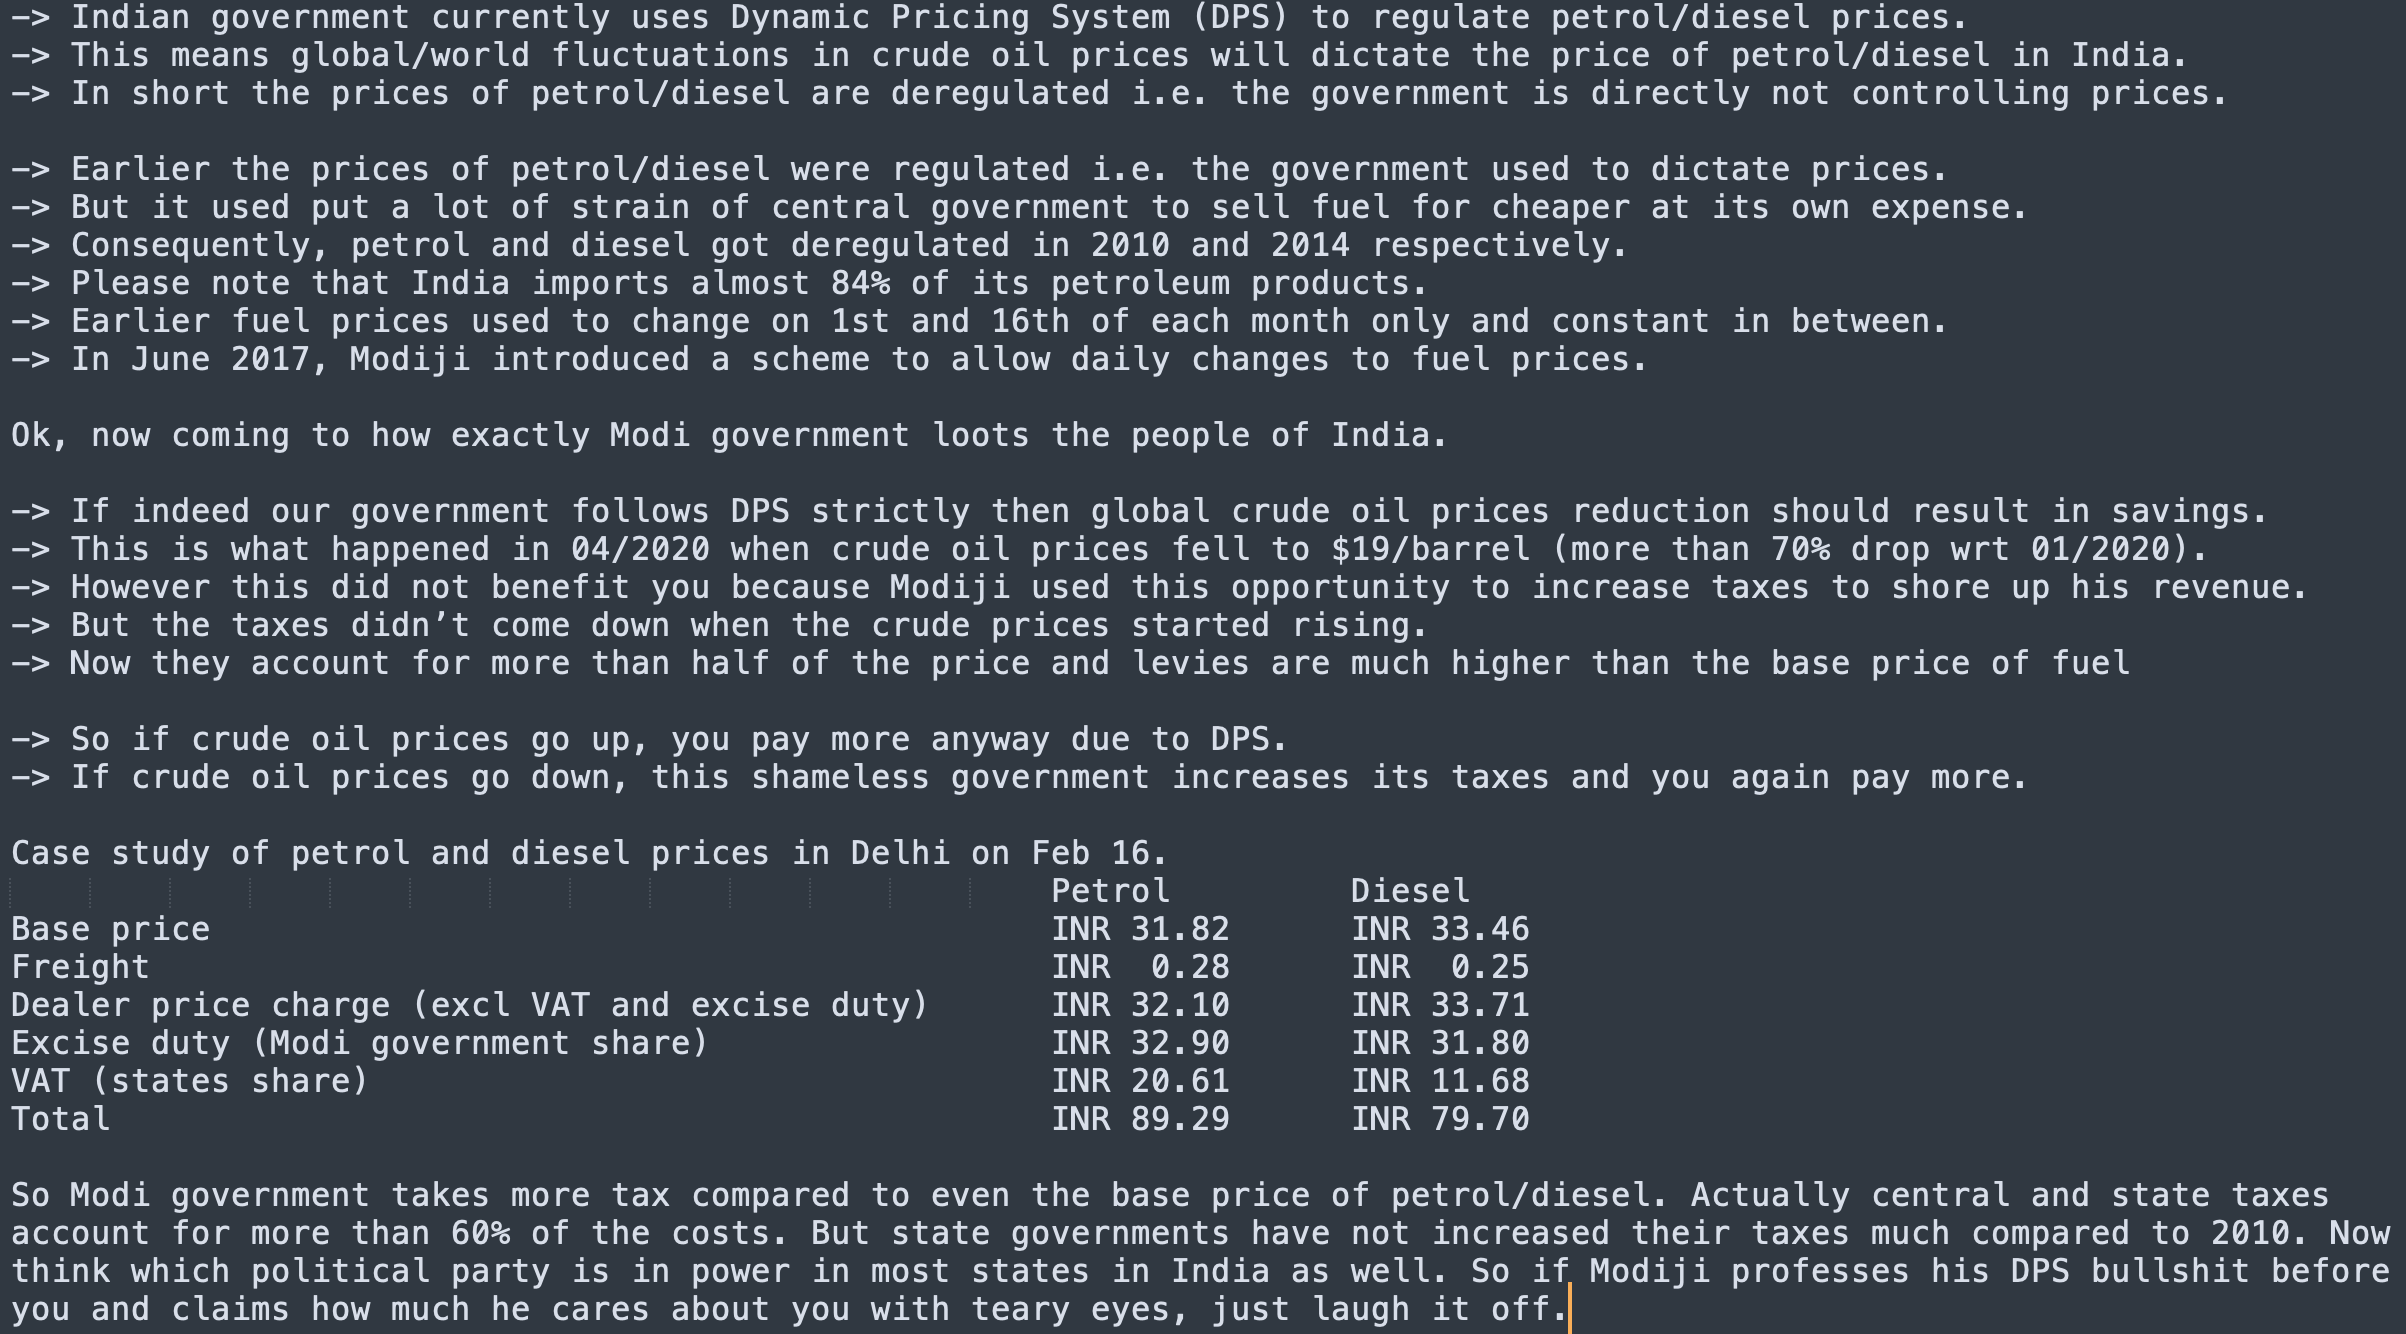 —> Indian government currently uses Dynamic Pricing System (DPS) to regulate petrol/diesel prices.
—> This means global/world fluctuations in crude oil prices will dictate the price of petrol/diesel in India.
—> In short the prices of petrol/diesel are deregulated i.e. the government is directly not controlling prices.
—> Earlier the prices of petrol/diesel were regulated i.e. the government used to dictate prices.
—> But it used put a lot of strain of central government to sell fuel for cheaper at its own expense.
—> Consequently, petrol and diesel got deregulated in 2010 and 2014 respectively.
—> Please note that India imports almost 84% of its petroleum products.
—> Earlier fuel prices used to change on 1st and 16th of each month only and constant in between.
—> In June 2017, Modiji introduced a scheme to allow daily changes to fuel prices.
Ok, now coming to how exactly Modi government loots the people of India.
—> If indeed our government follows DPS strictly then global crude oil prices reduction should result in savings.
—> This is what happened in 04/2020 when crude oil prices fell to $19/barrel (more than 70% drop wrt 01/2020).
—> However this did not benefit you because Modiji used this opportunity to increase taxes to shore up his revenue.
—> But the taxes didn’t come down when the crude prices started rising.
—> Now they account for more than half of the price and levies are much higher than the base price of fuel
—> So if crude oil prices go up, you pay more anyway due to DPS.
—> If crude oil prices go down, this shameless government increases its taxes and you again pay more.
Case study of petrol and diesel prices in Delhi on Feb 16.
Petrol Diesel
Base price INR 31.82 INR 33.46
Freight INR 0.28 INR 0.25
Dealer price charge (excl VAT and excise duty) INR 32.10 INR 33.71
Excise duty (Modi government share) INR 32.90 INR 31.80
VAT (states share) INR 20.61 INR 11.68
Total INR 89.29 INR 79.70
So Modi government takes more tax compared to even the base price of petrol/diesel. Actually central and state taxes
account for more than 60% of the costs. But state governments have not increased their taxes much compared to 2010. Now
think which political party is in power in most states in India as well. So if Modiji professes his DPS bullshit before
you and claims how much he cares about you with teary eyes, just laugh it off.